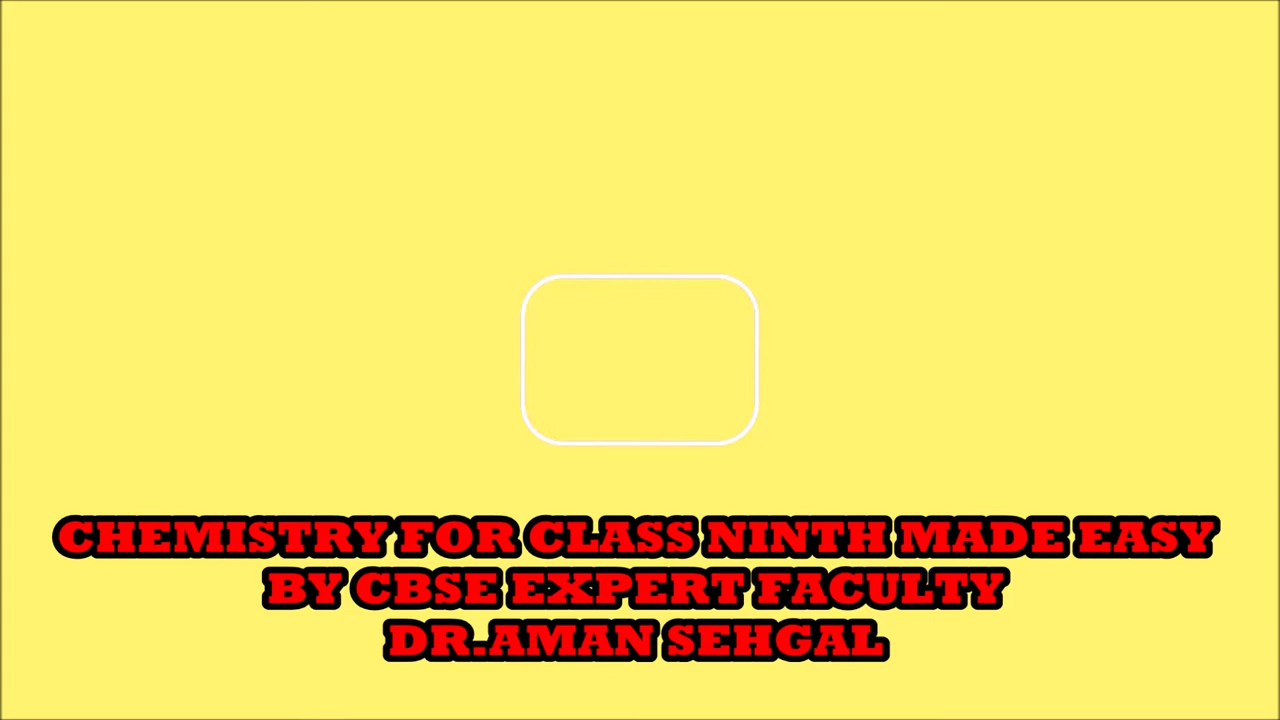 CHEMISTRY FOR CLASS NINTH MADE EASY
BY CBSE EXPERT FACULTY
DR.AMAN SEHGAL